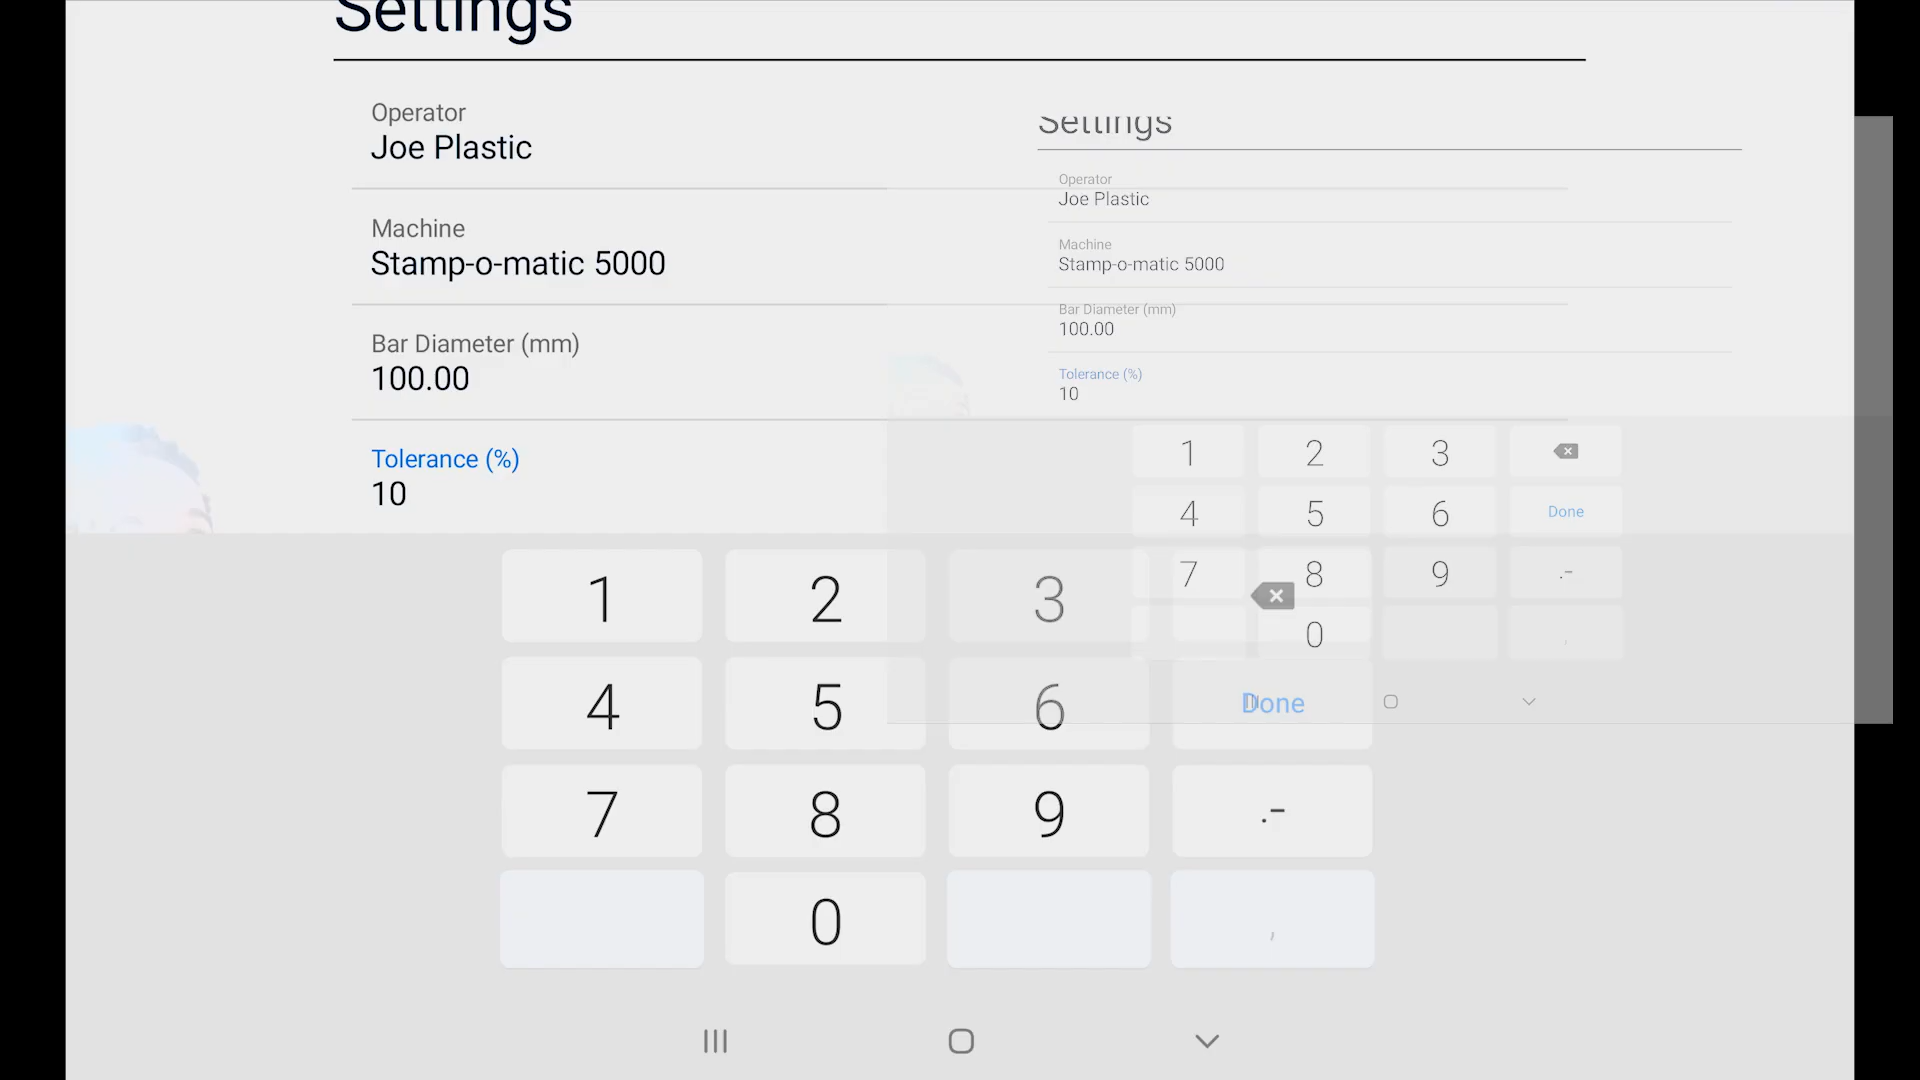 Settings
Operator
Joe Plastic
Machine
Stamp-o-matic 5000
Bar Diameter (mm)
100.00
Tolerance (%)
10
1 2 3
4 5 6 Done
7 8 9 .-
0 ,
Settings
Operator
Joe Plastic
Machine
Stamp-o-matic 5000
Bar Diameter (mm)
100.00
Tolerance (%)
10
1 2 3
4 5 6 Done
7 8 9 .-
0 ,